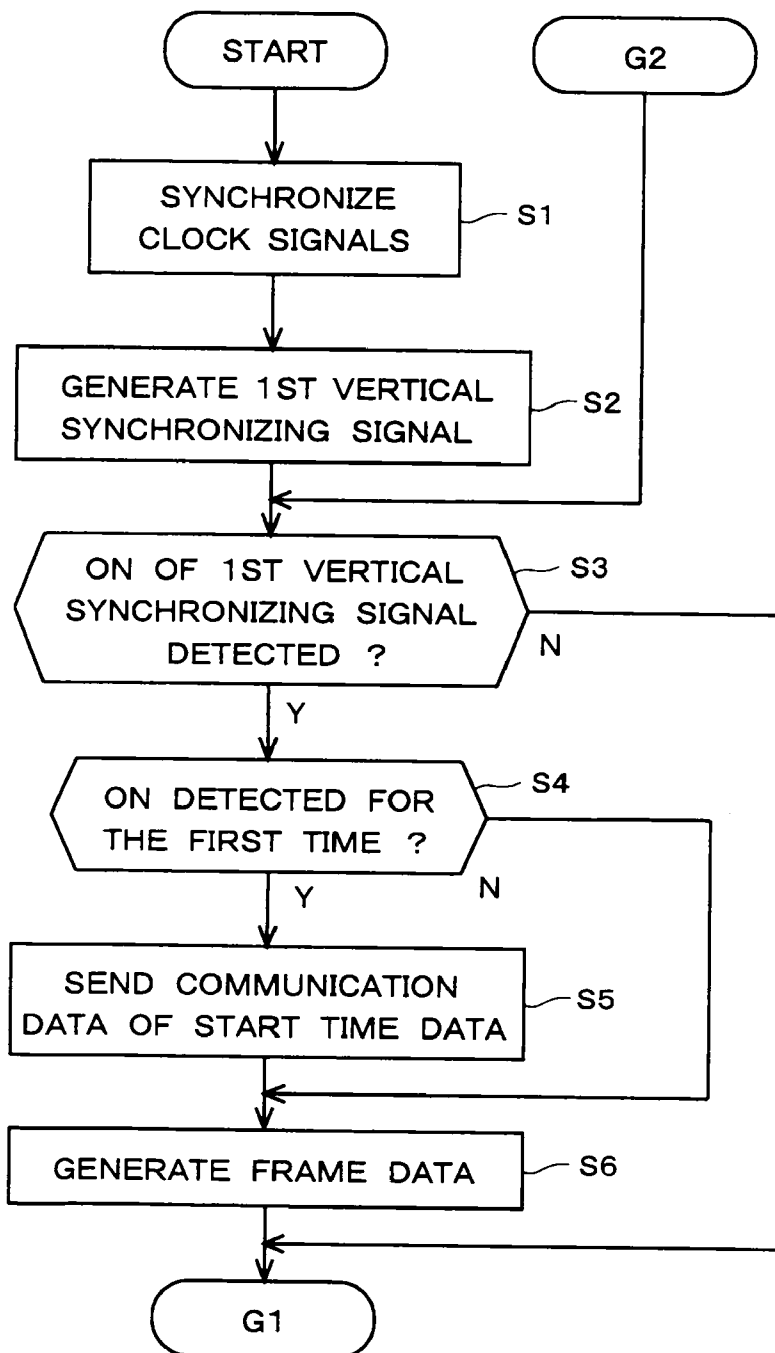 START
G2
SYNCHRONIZE
CLOCK SIGNALS
S1
GENERATE 1ST VERTICAL
SYNCHRONIZING SIGNAL
S2
ON OF 1ST VERTICAL
SYNCHRONIZING SIGNAL
DETECTED ?
S3
N
Y
ON DETECTED FOR
THE FIRST TIME ?
S4
Y
N
SEND COMMUNICATION
DATA OF START TIME DATA
S5
GENERATE FRAME DATA
S6
G1